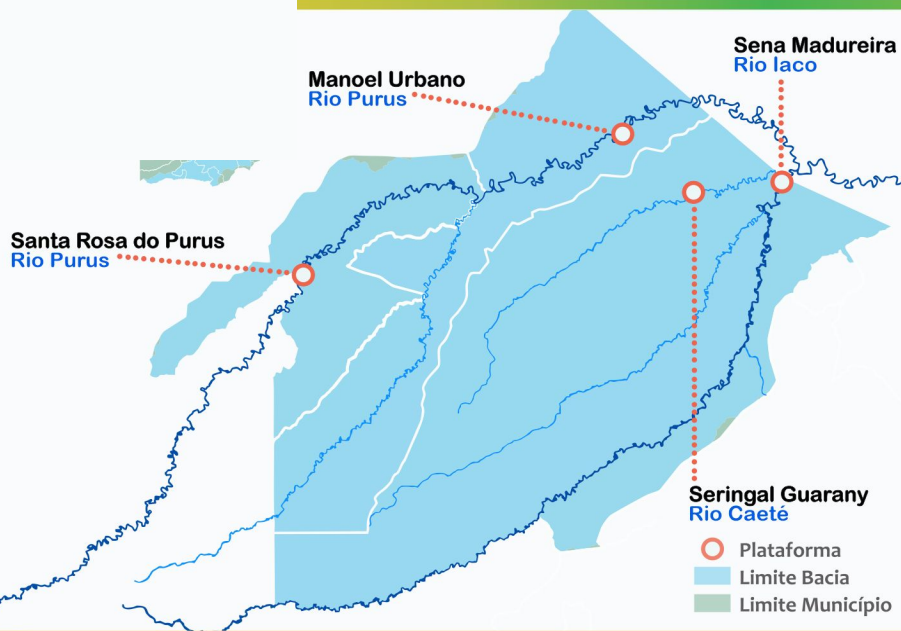 Sena Madureira
Rio Iaco
Manoel Urbano
Rio Purus
Santa Rosa do Purus
Rio Purus
Seringal Guarany
Rio Caeté
Plataforma
Limite Bacia
Limite Município